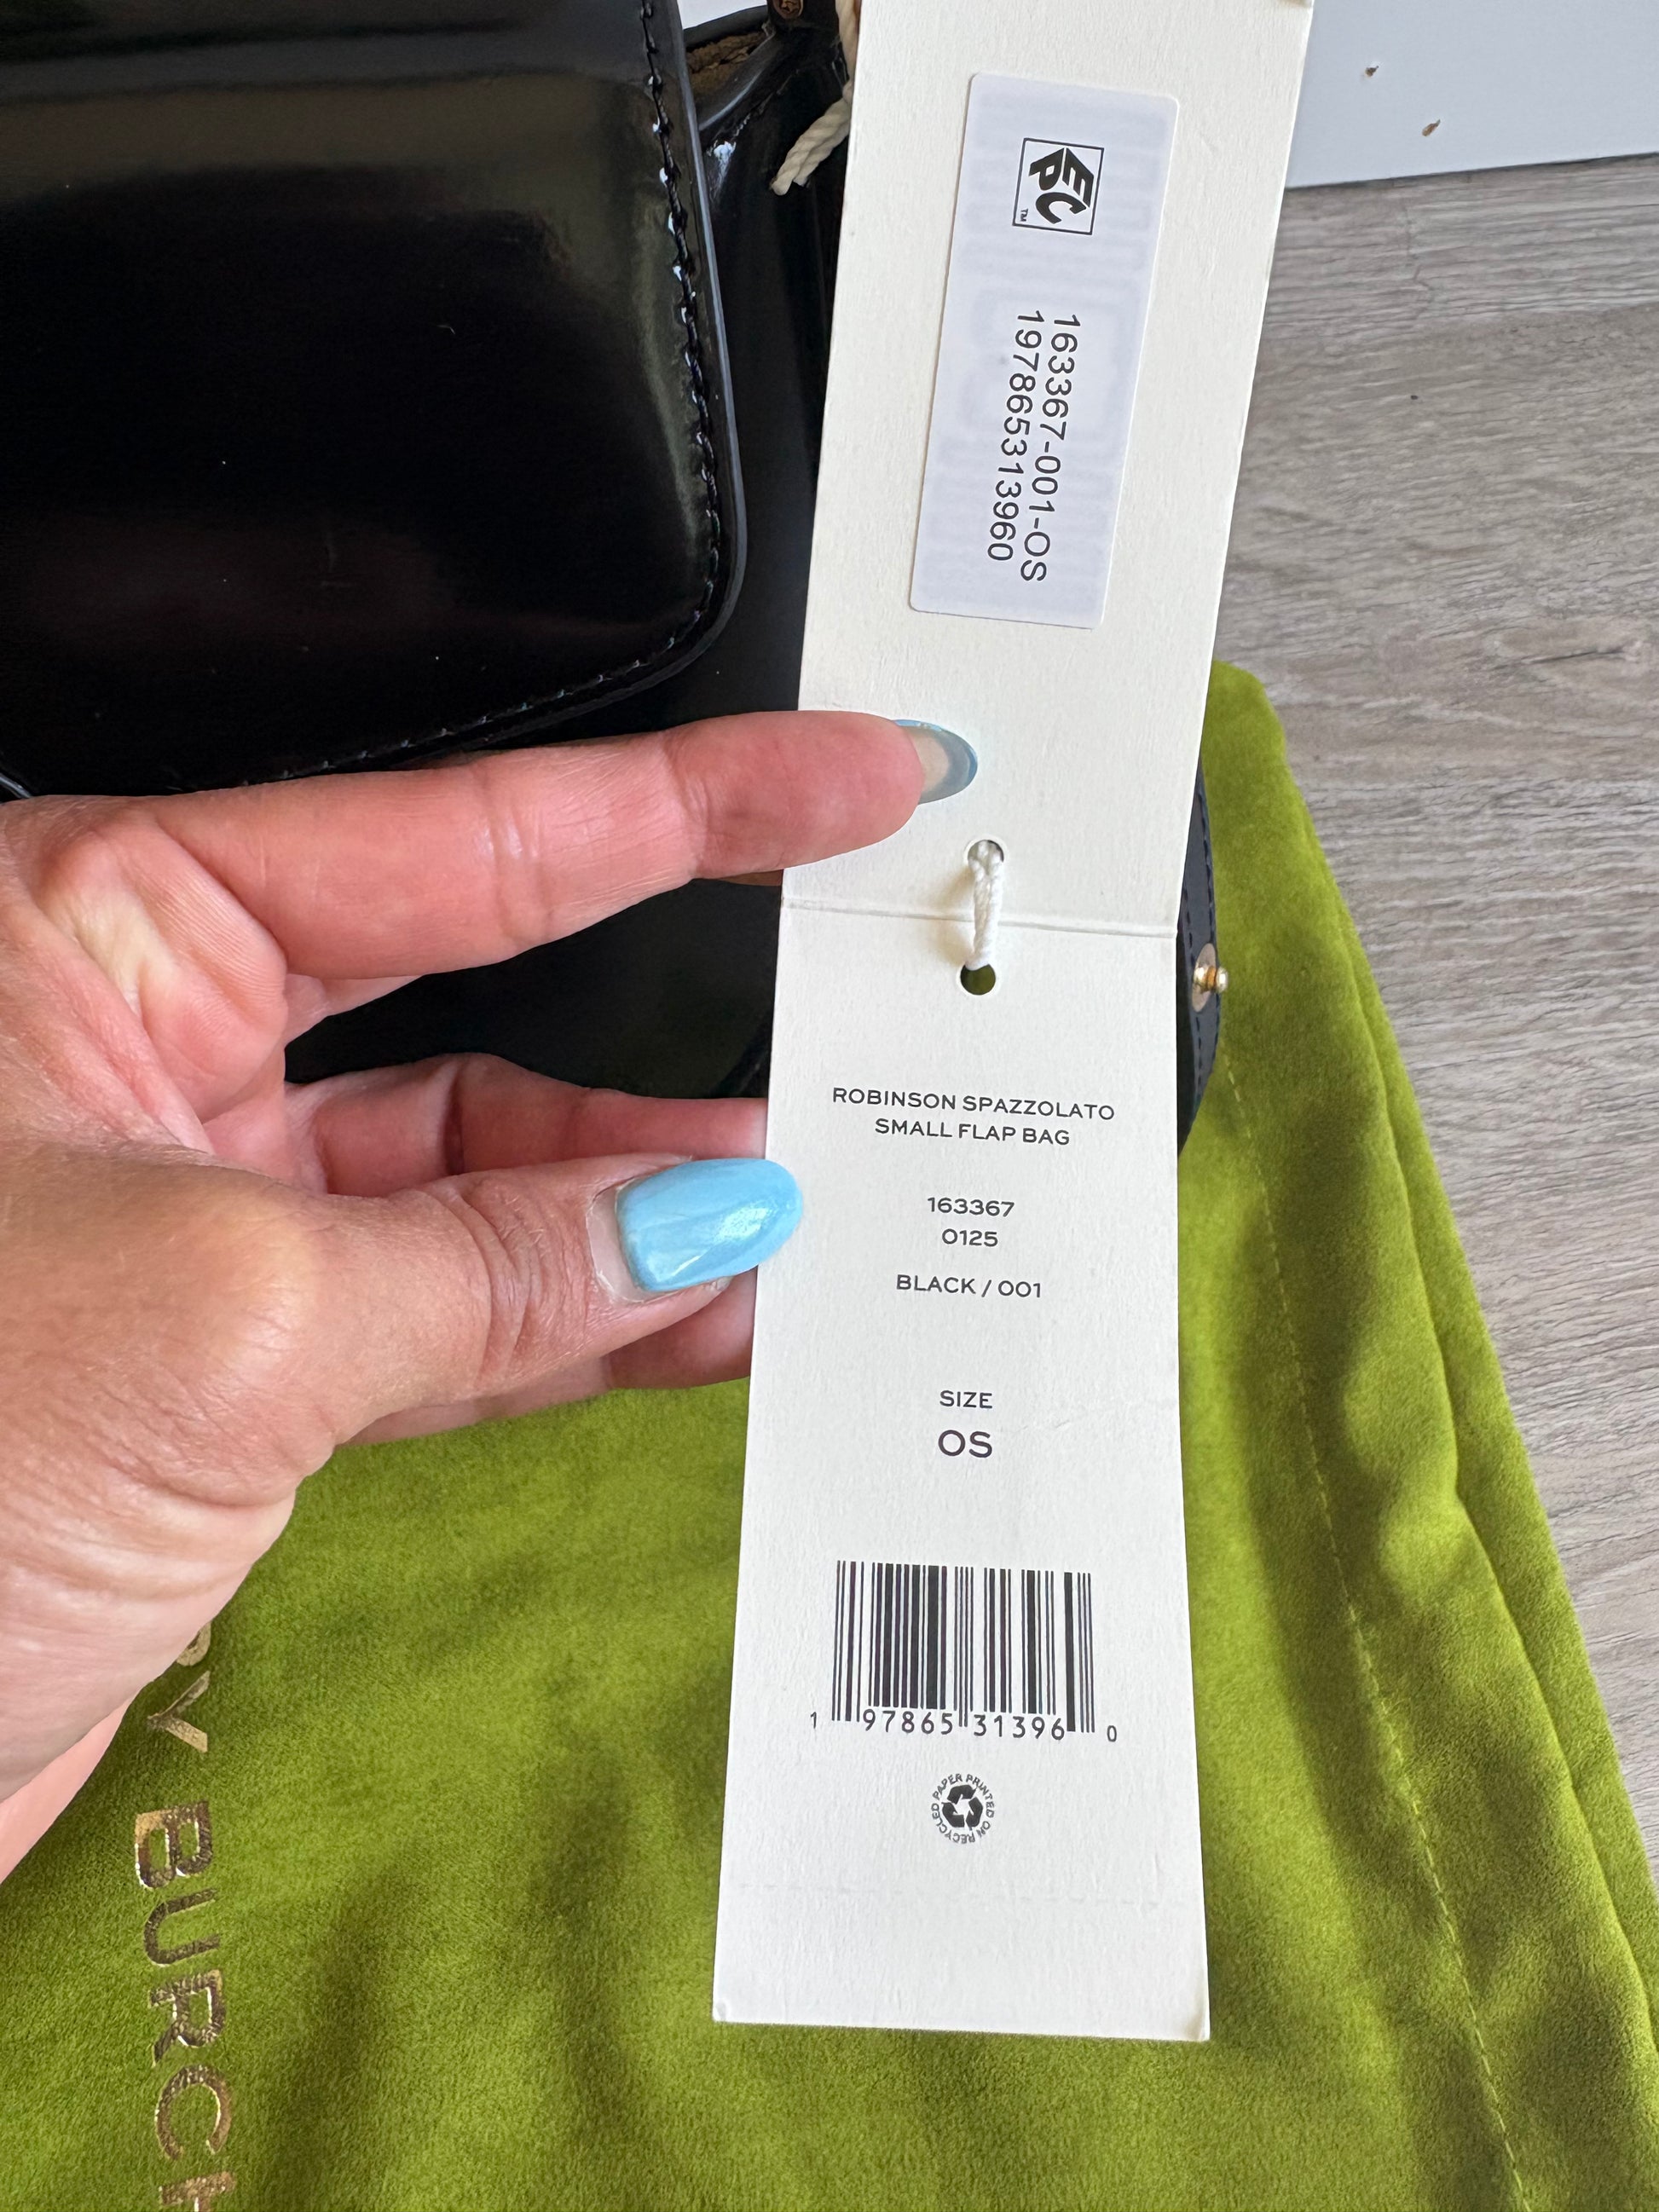 EPC
TM
163367-001-OS
197865313960
ROBINSON SPAZZOLATO
SMALL FLAP BAG
163367
0125
BLACK / 001
SIZE
OS
1 97865 31396 0
PRINTED ON RECYCLED PAPER
BURCH